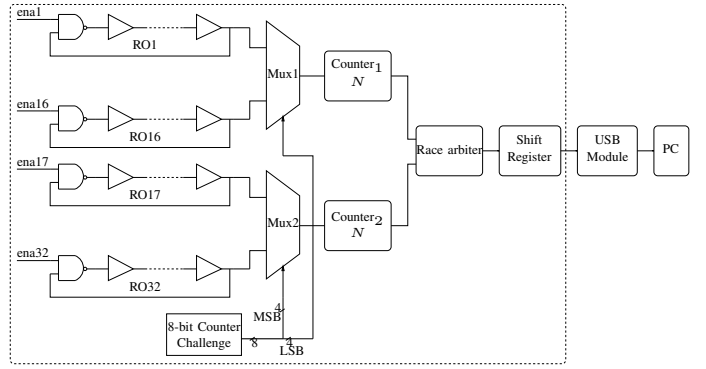 ena1
RO1
ena16
RO16
Mux1
Counter1
N
ena17
RO17
ena32
RO32
Mux2
Counter2
N
Race arbiter
Shift
Register
USB
Module
PC
8-bit Counter
Challenge
8
MSB
4
4
LSB